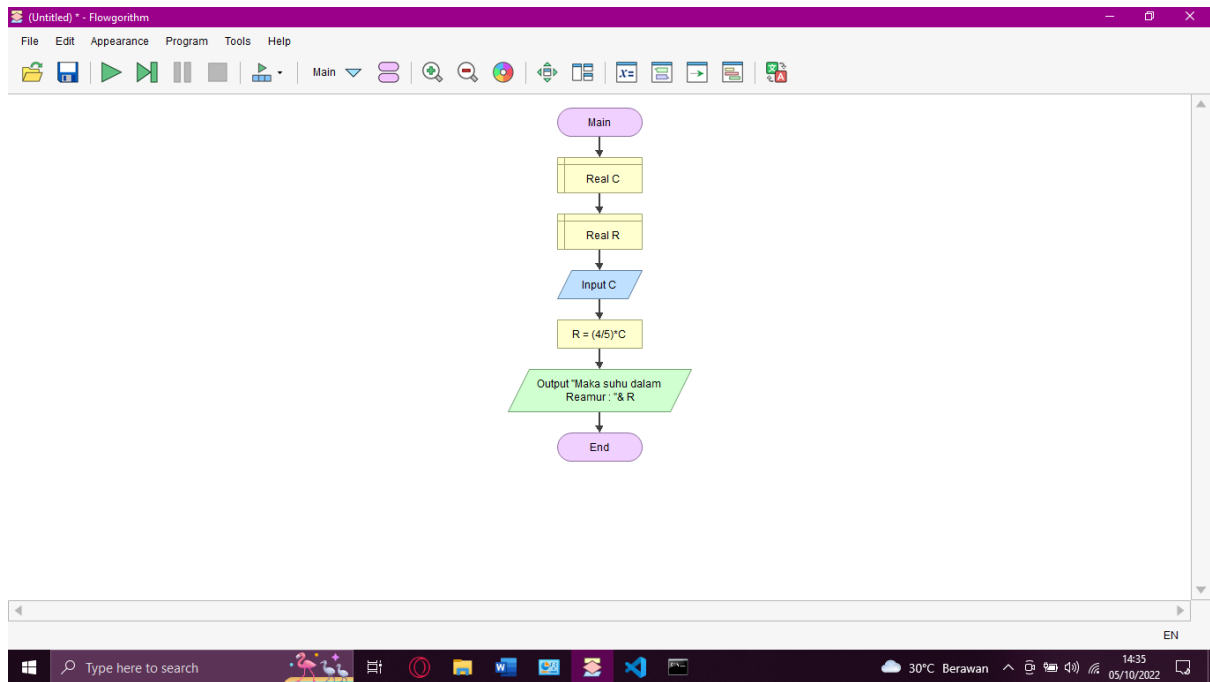 (Untitled) * - Flowgorithm
File Edit Appearance Program Tools Help
Main
x=
Main
Real C
Real R
Input C
R = (4/5)*C
Output "Maka suhu dalam
Reamur : "& R
End
EN
Type here to search
30°C Berawan
14:35
05/10/2022